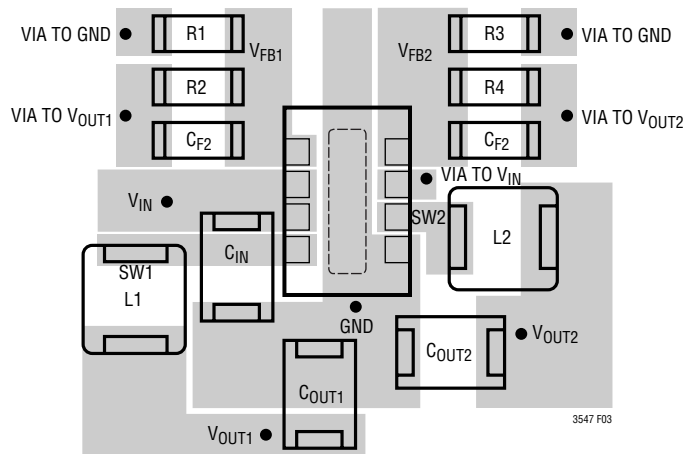 VIA TO GND
R1
VFB1
VFB2
R3
VIA TO GND
R2
R4
VIA TO VOUT1
VIA TO VOUT2
CF2
CF2
VIA TO VIN
VIN
SW2
L2
CIN
SW1
L1
GND
VOUT2
COUT2
COUT1
3547 F03
VOUT1